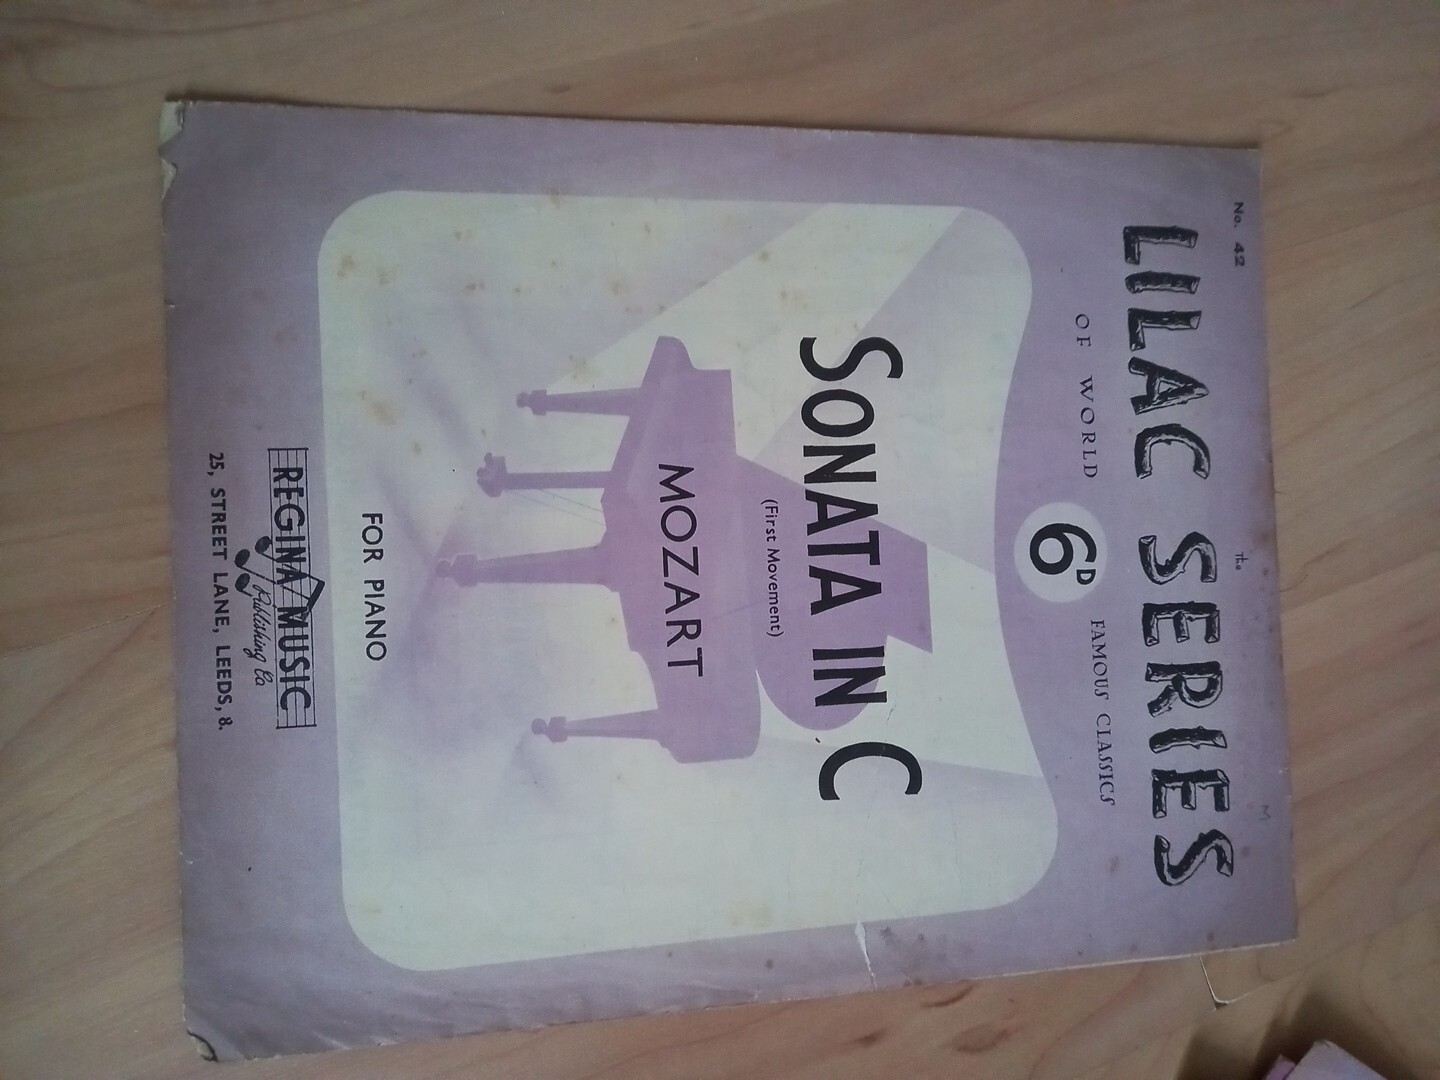 No. 42
The
M
LILAC SERIES
OF WORLD 6D FAMOUS CLASSICS
SONATA IN C
(First Movement)
MOZART
FOR PIANO
REGINA MUSIC
Publishing Co
25, STREET LANE, LEEDS, 8.